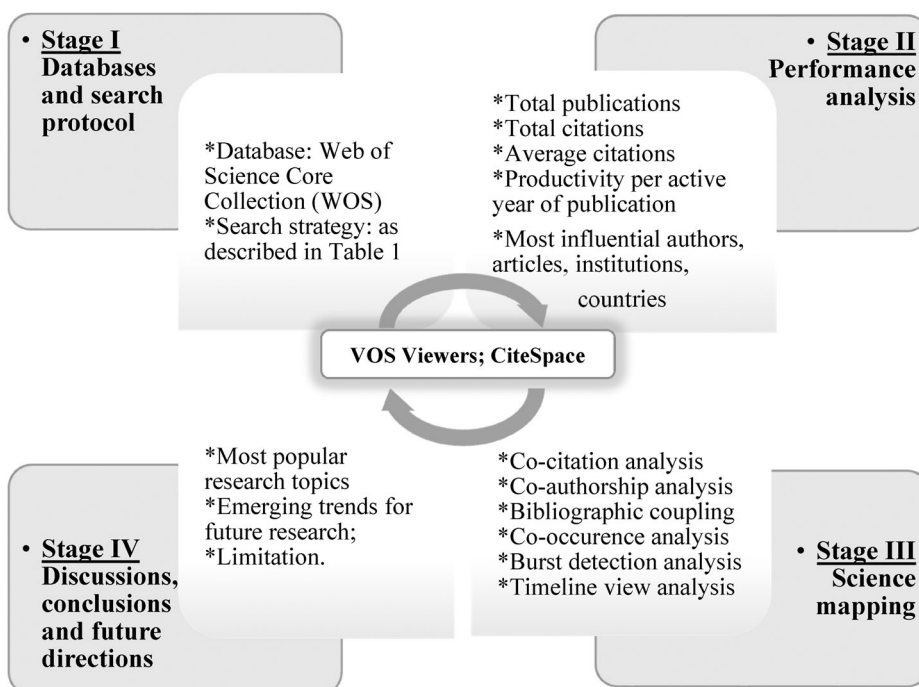 • Stage I
Databases
and search
protocol
*Database: Web of
Science Core
Collection (WOS)
*Search strategy: as
described in Table 1
• Stage II
Performance
analysis
*Total publications
*Total citations
*Average citations
*Productivity per active
year of publication
*Most influential authors,
articles, institutions,
countries
VOS Viewers; CiteSpace
• Stage IV
Discussions,
conclusions
and future
directions
*Most popular
research topics
*Emerging trends for
future research;
*Limitation.
*Co-citation analysis
*Co-authorship analysis
*Bibliographic coupling
*Co-occurence analysis
*Burst detection analysis
*Timeline view analysis
• Stage III
Science
mapping